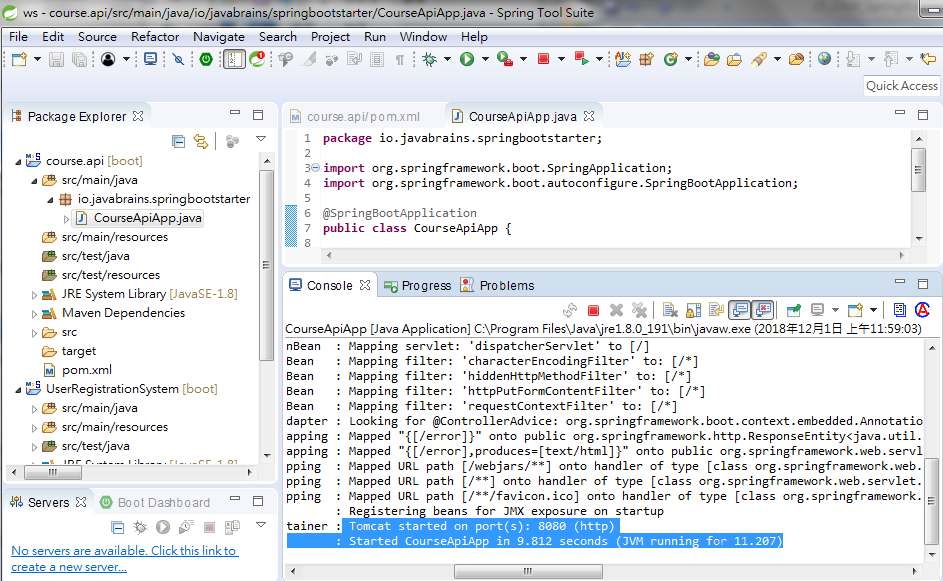 ws - course.api/src/main/java/io/javabrains/springbootstarter/CourseApiApp.java - Spring Tool Suite
File Edit Source Refactor Navigate Search Project Run Window Help
Quick Access
Package Explorer
course.api [boot]
src/main/java
io.javabrains.springbootstarter
CourseApiApp.java
src/main/resources
src/test/java
src/test/resources
JRE System Library [JavaSE-1.8]
Maven Dependencies
src
target
pom.xml
UserRegistrationSystem [boot]
src/main/java
src/main/resources
src/test/java
JRE System Library [JavaSE-1.8]
Servers Boot Dashboard
No servers are available. Click this link to
create a new server...
course.api/pom.xml CourseApiApp.java
1 package io.javabrains.springbootstarter;
2
3 import org.springframework.boot.SpringApplication;
4 import org.springframework.boot.autoconfigure.SpringBootApplication;
5
6 @SpringBootApplication
7 public class CourseApiApp {
8
Console Progress Problems
CourseApiApp [Java Application] C:\Program Files\Java\jre1.8.0_191\bin\javaw.exe (2018年12月1日 上午11:59:03)
nBean : Mapping servlet: 'dispatcherServlet' to [/]
Bean : Mapping filter: 'characterEncodingFilter' to: [/*]
Bean : Mapping filter: 'hiddenHttpMethodFilter' to: [/*]
Bean : Mapping filter: 'httpPutFormContentFilter' to: [/*]
Bean : Mapping filter: 'requestContextFilter' to: [/*]
dapter : Looking for @ControllerAdvice: org.springframework.boot.context.embedded.Annotatio
apping : Mapped "{[/error]}" onto public org.springframework.http.ResponseEntity<java.util.
apping : Mapped "{[/error],produces=[text/html]}" onto public org.springframework.web.servl
pping : Mapped URL path [/webjars/**] onto handler of type [class org.springframework.web.
pping : Mapped URL path [/**] onto handler of type [class org.springframework.web.servlet.
pping : Mapped URL path [/**/favicon.ico] onto handler of type [class org.springframework.
: Registering beans for JMX exposure on startup
tainer : Tomcat started on port(s): 8080 (http)
: Started CourseApiApp in 9.812 seconds (JVM running for 11.207)